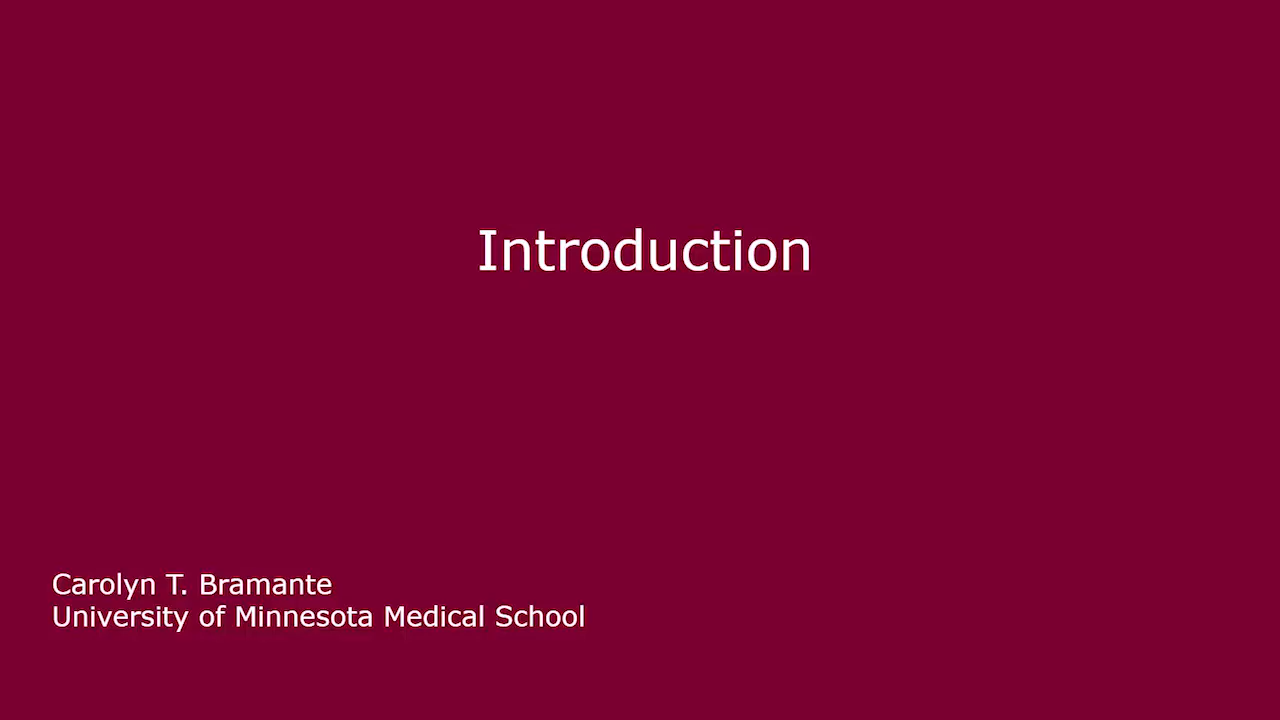 Introduction
Carolyn T. Bramante
University of Minnesota Medical School